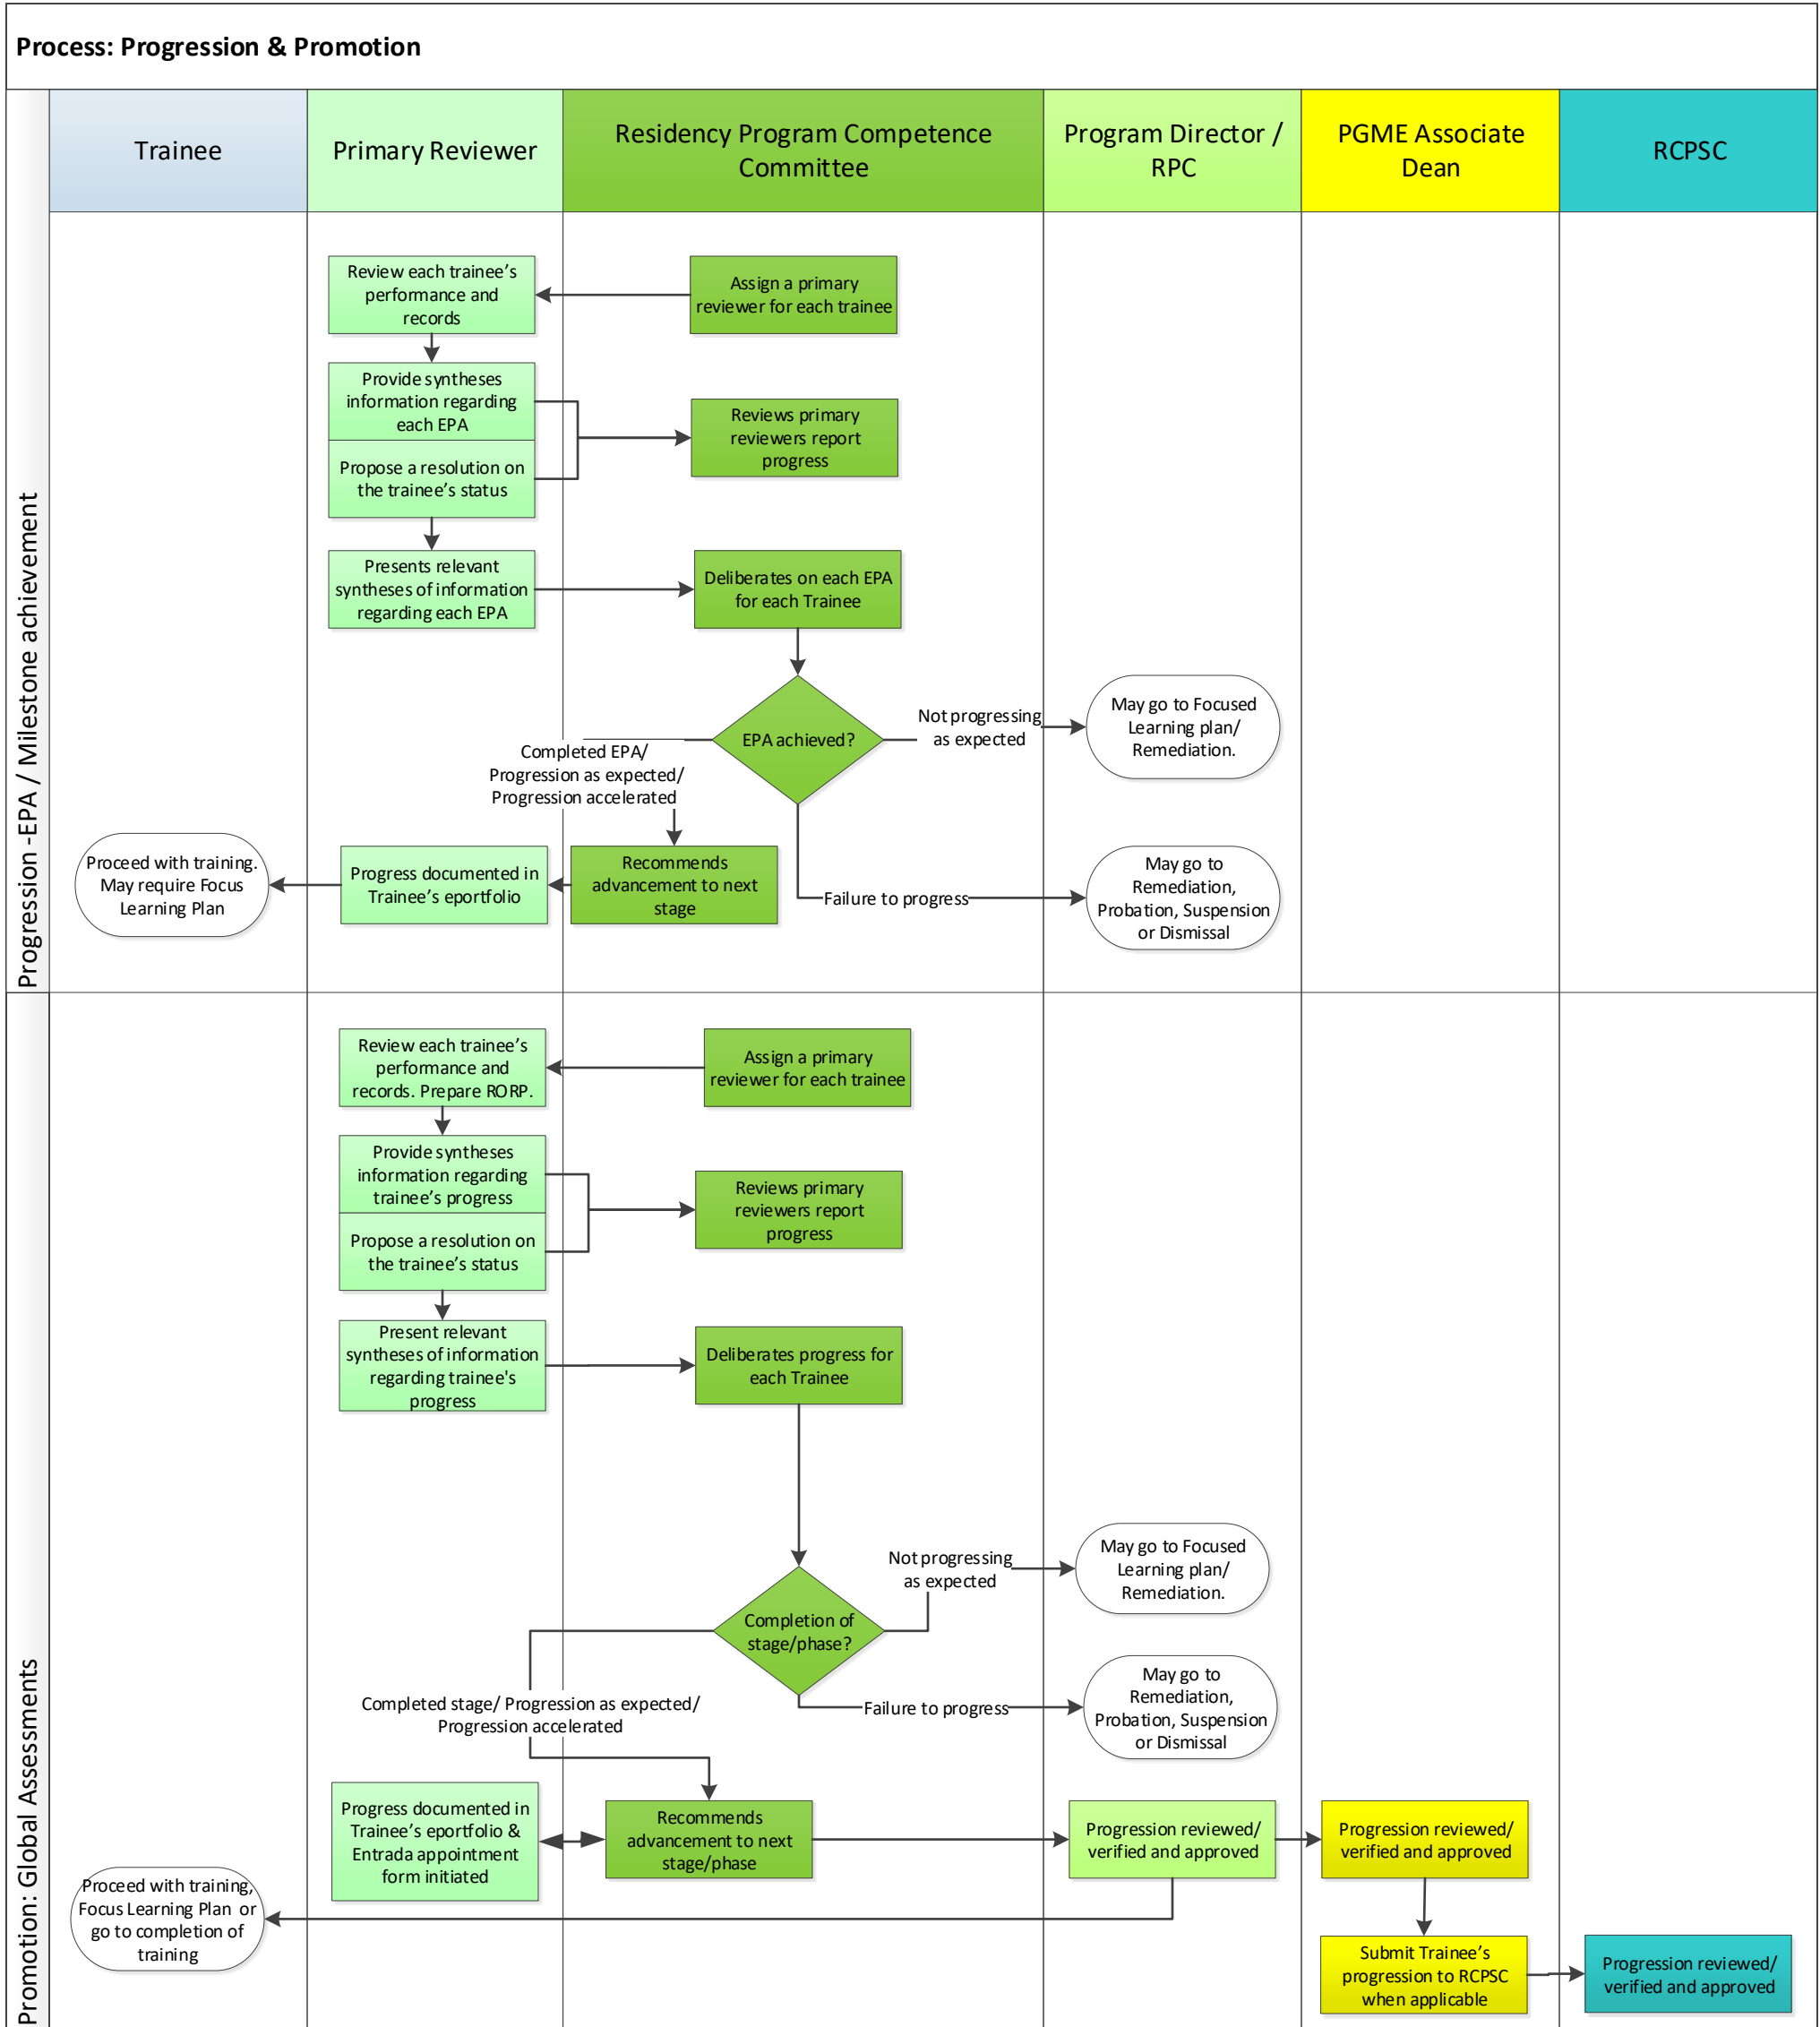 Process: Progression & Promotion
Trainee
Primary Reviewer
Residency Program Competence
Committee
Program Director /
RPC
PGME Associate
Dean
RCPSC
Progression -EPA / Milestone achievement
Review each trainee's
performance and
records
Assign a primary
reviewer for each trainee
Provide syntheses
information regarding
each EPA
Propose a resolution on
the trainee's status
Reviews primary
reviewers report
progress
Presents relevant
syntheses of information
regarding each EPA
Deliberates on each EPA
for each Trainee
EPA achieved?
Not progressing
as expected
May go to Focused
Learning plan/
Remediation.
Completed EPA/
Progression as expected/
Progression accelerated
Proceed with training.
May require Focus
Learning Plan
Progress documented in
Trainee's eportfolio
Recommends
advancement to next
stage
Failure to progress
May go to
Remediation,
Probation, Suspension
or Dismissal
Promotion: Global Assessments
Review each trainee's
performance and
records. Prepare RORP.
Assign a primary
reviewer for each trainee
Provide syntheses
information regarding
trainee's progress
Propose a resolution on
the trainee's status
Reviews primary
reviewers report
progress
Present relevant
syntheses of information
regarding trainee's
progress
Deliberates progress for
each Trainee
Completion of
stage/phase?
Not progressing
as expected
May go to Focused
Learning plan/
Remediation.
Failure to progress
May go to
Remediation,
Probation, Suspension
or Dismissal
Completed stage/ Progression as expected/
Progression accelerated
Progress documented in
Trainee's eportfolio &
Entrada appointment
form initiated
Recommends
advancement to next
stage/phase
Progression reviewed/
verified and approved
Progression reviewed/
verified and approved
Proceed with training,
Focus Learning Plan or
go to completion of
training
Submit Trainee's
progression to RCPSC
when applicable
Progression reviewed/
verified and approved